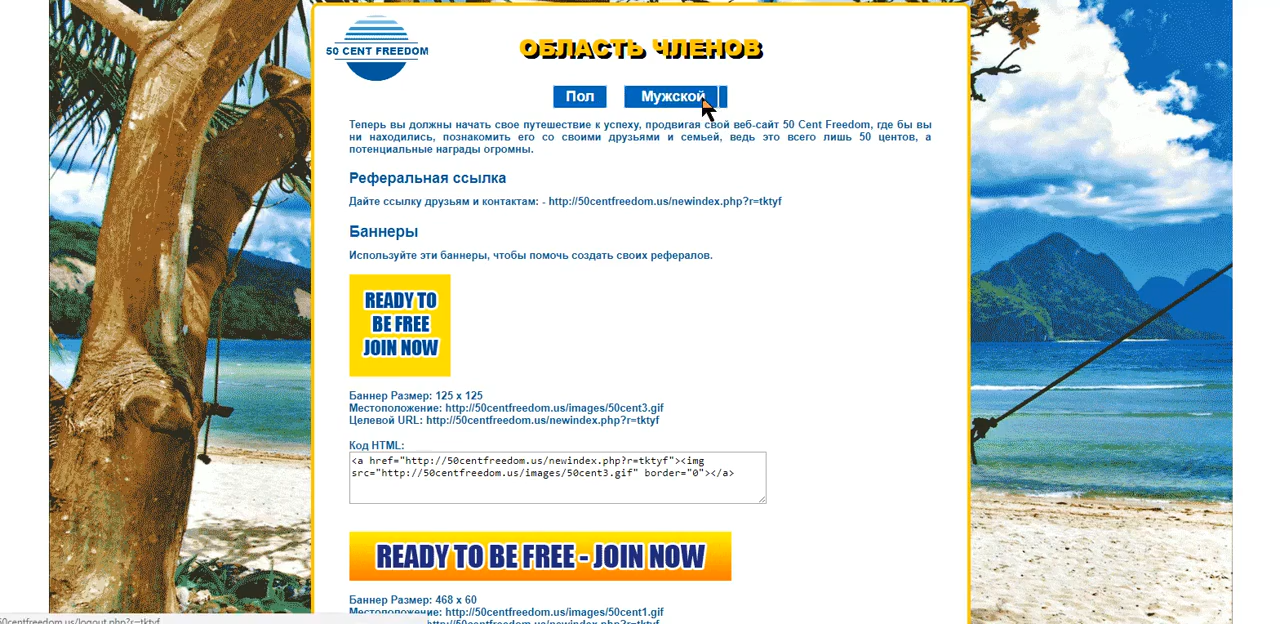 50 CENT FREEDOM
ОБЛАСТЬ ЧЛЕНОВ
Пол
Мужской
Теперь вы должны начать свое путешествие к успеху, продвигая свой веб-сайт 50 Cent Freedom, где бы вы
ни находились, познакомить его со своими друзьями и семьей, ведь это всего лишь 50 центов, а
потенциальные награды огромны.
Реферальная ссылка
Дайте ссылку друзьям и контактам: - http://50centfreedom.us/newindex.php?r=tktyf
Баннеры
Используйте эти баннеры, чтобы помочь создать своих рефералов.
READY TO
BE FREE
JOIN NOW
Баннер Размер: 125 x 125
Местоположение: http://50centfreedom.us/images/50cent3.gif
Целевой URL: http://50centfreedom.us/newindex.php?r=tktyf
Код HTML:
<a href="http://50centfreedom.us/newindex.php?r=tktyf"><img
src="http://50centfreedom.us/images/50cent3.gif" border="0"></a>
READY TO BE FREE - JOIN NOW
Баннер Размер: 468 x 60
Местоположение: http://50centfreedom.us/images/50cent1.gif
50centfreedom.us/logout.php?r=tktyf